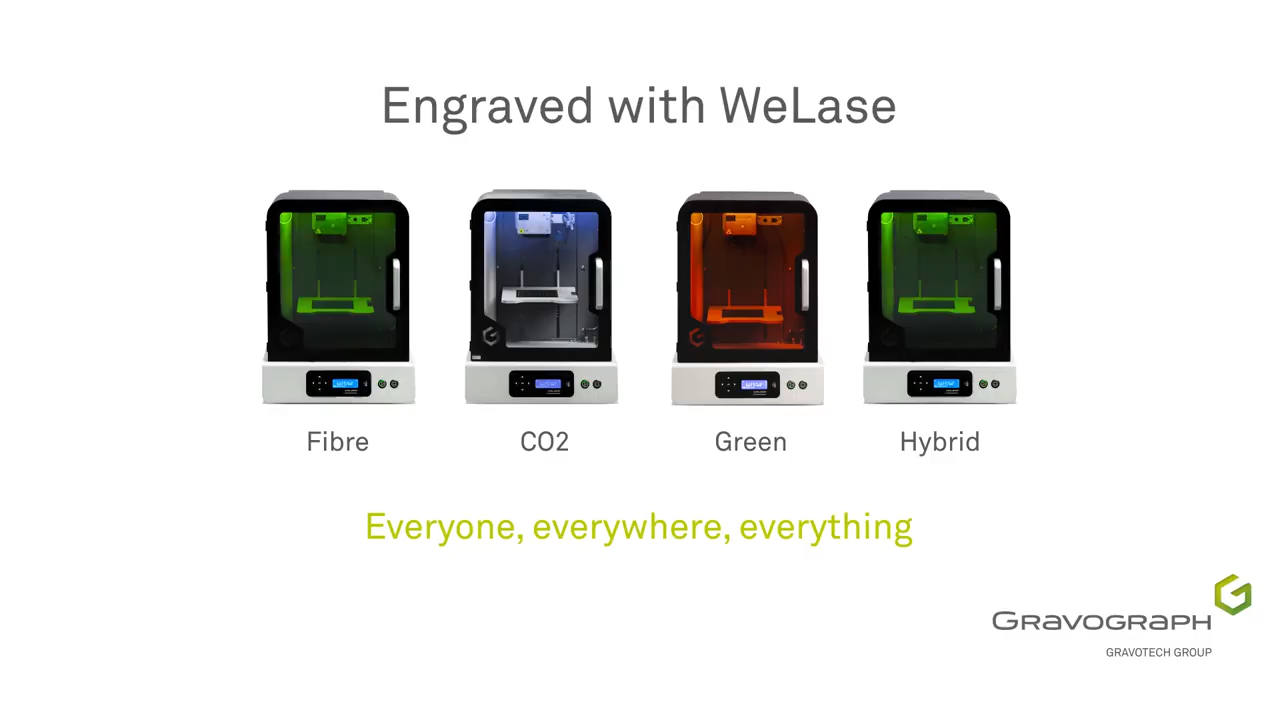 Engraved with WeLase
Fibre
CO2
Green
Hybrid
Everyone, everywhere, everything
GRAVOGRAPH
GRAVOTECH GROUP